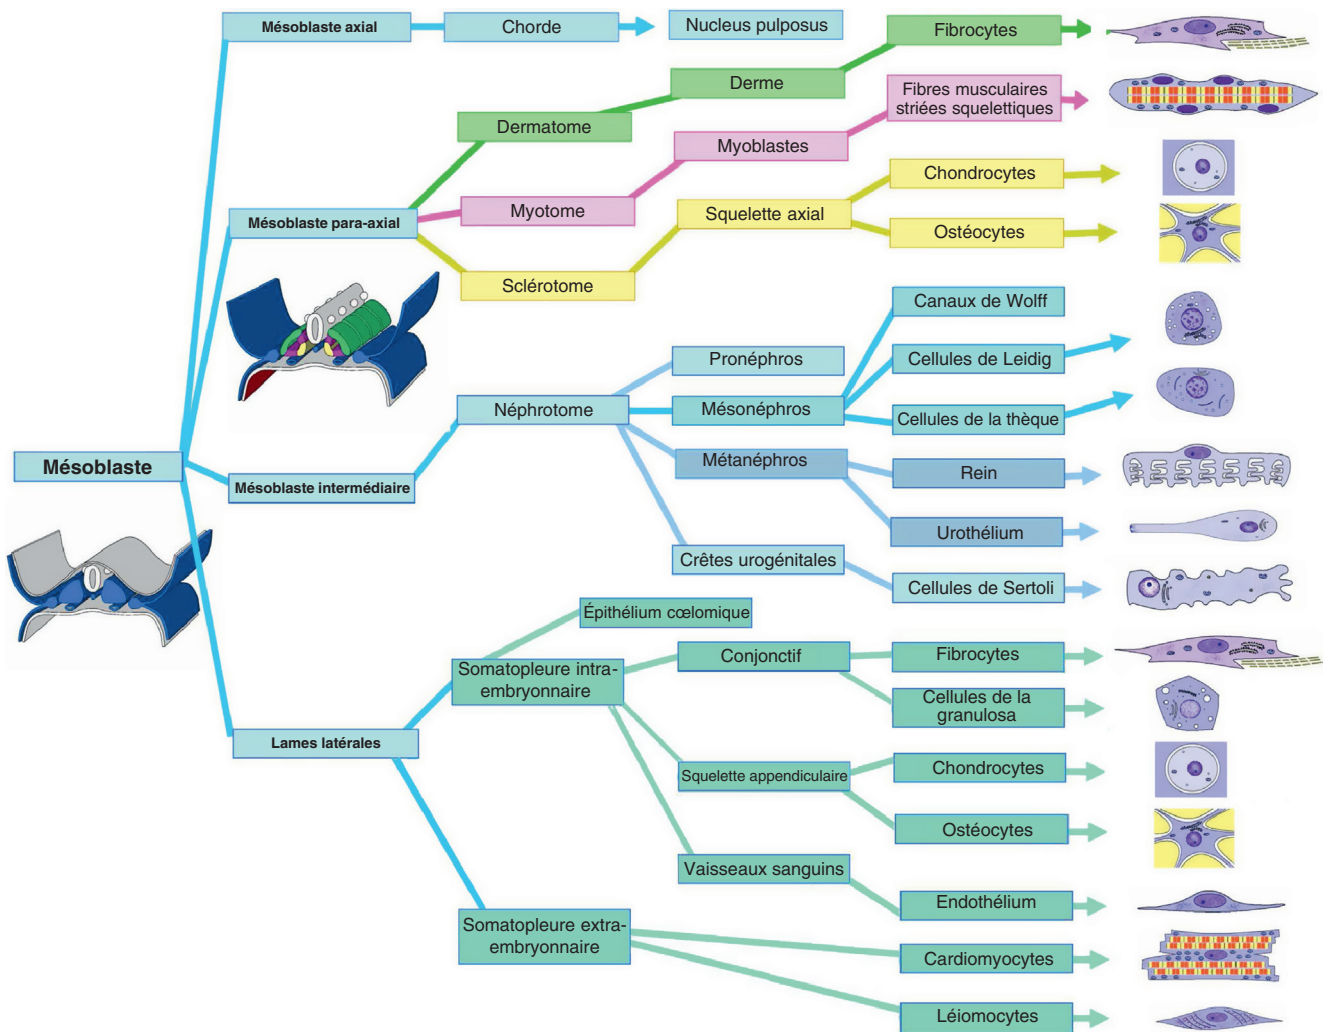 Mésoblaste axial
Chorde
Nucleus pulposus
Fibrocytes
Derme
Fibres musculaires
striées squelettiques
Dermatome
Myoblastes
Chondrocytes
Mésoblaste para-axial
Myotome
Squelette axial
Ostéocytes
Sclérotome
Canaux de Wolff
Pronéphros
Cellules de Leidig
Néphrotome
Mésonéphros
Cellules de la thèque
Mésoblaste
Métanéphros
Rein
Mésoblaste intermédiaire
Urothélium
Crêtes urogénitales
Cellules de Sertoli
Épithélium cœlomique
Somatopleure intra-
embryonnaire
Conjonctif
Fibrocytes
Cellules de la
granulosa
Lames latérales
Squelette appendiculaire
Chondrocytes
Ostéocytes
Vaisseaux sanguins
Endothélium
Somatopleure extra-
embryonnaire
Cardiomyocytes
Léiomocytes